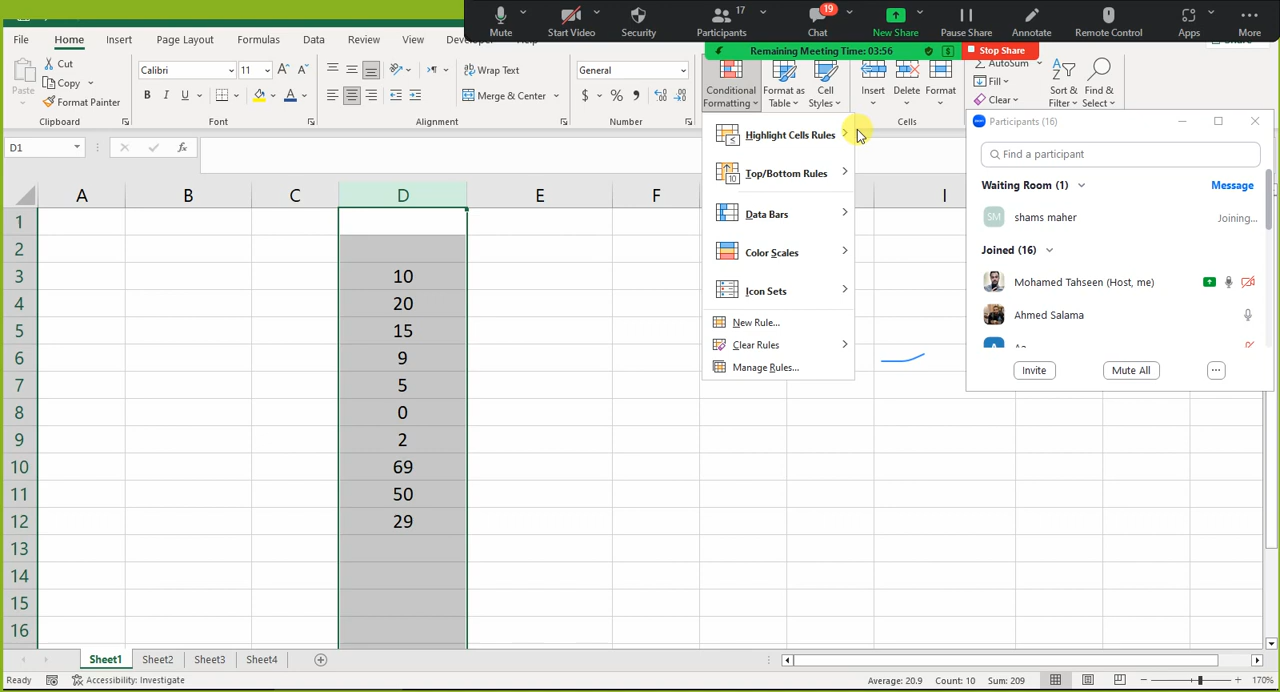 17
19
Mute
Start Video
Security
Participants
Chat
New Share
Pause Share
Annotate
Remote Control
Apps
More
Remaining Meeting Time: 03:56
Stop Share
File
Home
Insert
Page Layout
Formulas
Data
Review
View
Cut
Copy
Format Painter
Paste
Clipboard
Calibri
11
B I U
Font
Wrap Text
Merge & Center
Alignment
General
$ % ,
Number
Conditional
Formatting
Format as
Table
Cell
Styles
Insert
Delete
Format
Cells
AutoSum
Fill
Clear
Sort &
Filter
Find &
Select
D1
fx
Highlight Cells Rules
Top/Bottom Rules
Data Bars
Color Scales
Icon Sets
New Rule...
Clear Rules
Manage Rules...
Participants (16)
Find a participant
Waiting Room (1)
Message
SM
shams maher
Joining...
Joined (16)
Mohamed Tahseen (Host, me)
Ahmed Salama
Invite
Mute All
...
A B C D E F I
1
2
3 10
4 20
5 15
6 9
7 5
8 0
9 2
10 69
11 50
12 29
13
14
15
16
Sheet1
Sheet2
Sheet3
Sheet4
Ready
Accessibility: Investigate
Average: 20.9
Count: 10
Sum: 209
170%